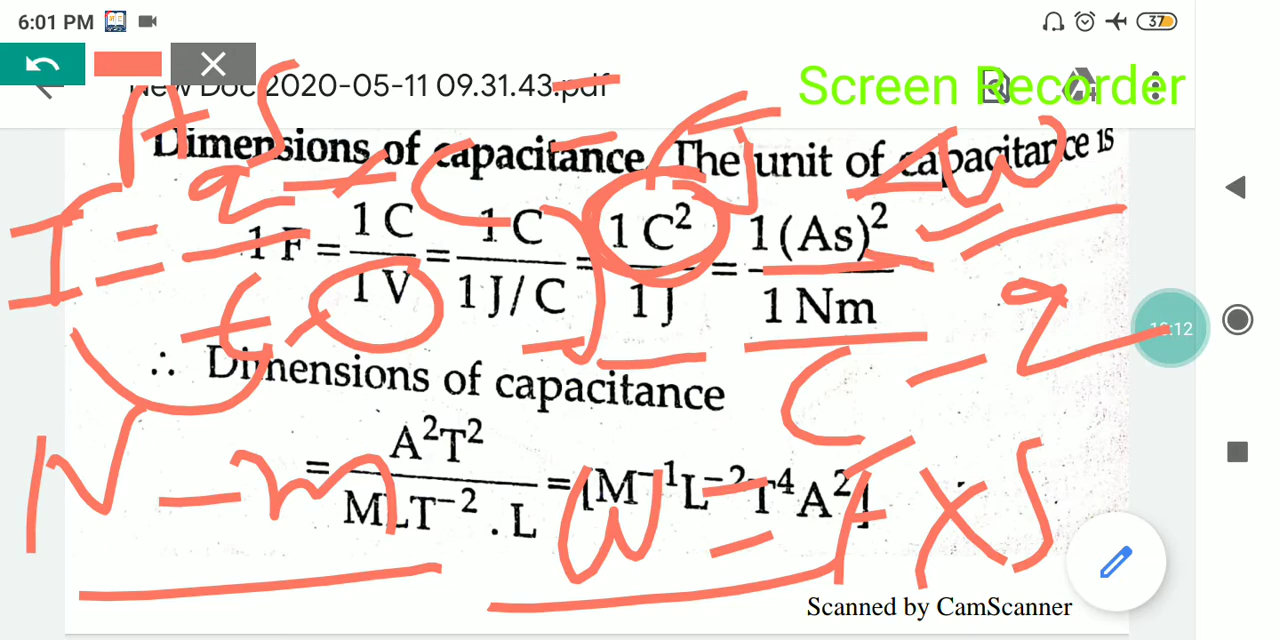 6:01 PM 37
New Doc 2020-05-11 09.31.43.pdf
Screen Recorder
Dimensions of capacitance. The unit of capacitance is
1 F = 1 C / 1 V = 1 C / 1 J/C = 1 C² / 1 J = 1 (As)² / 1 Nm
∴ Dimensions of capacitance
= A²T² / MLT⁻² . L = [M⁻¹L⁻²T⁴A²]
Scanned by CamScanner
A S
I = q / t
N - m
W = F × S
C = q